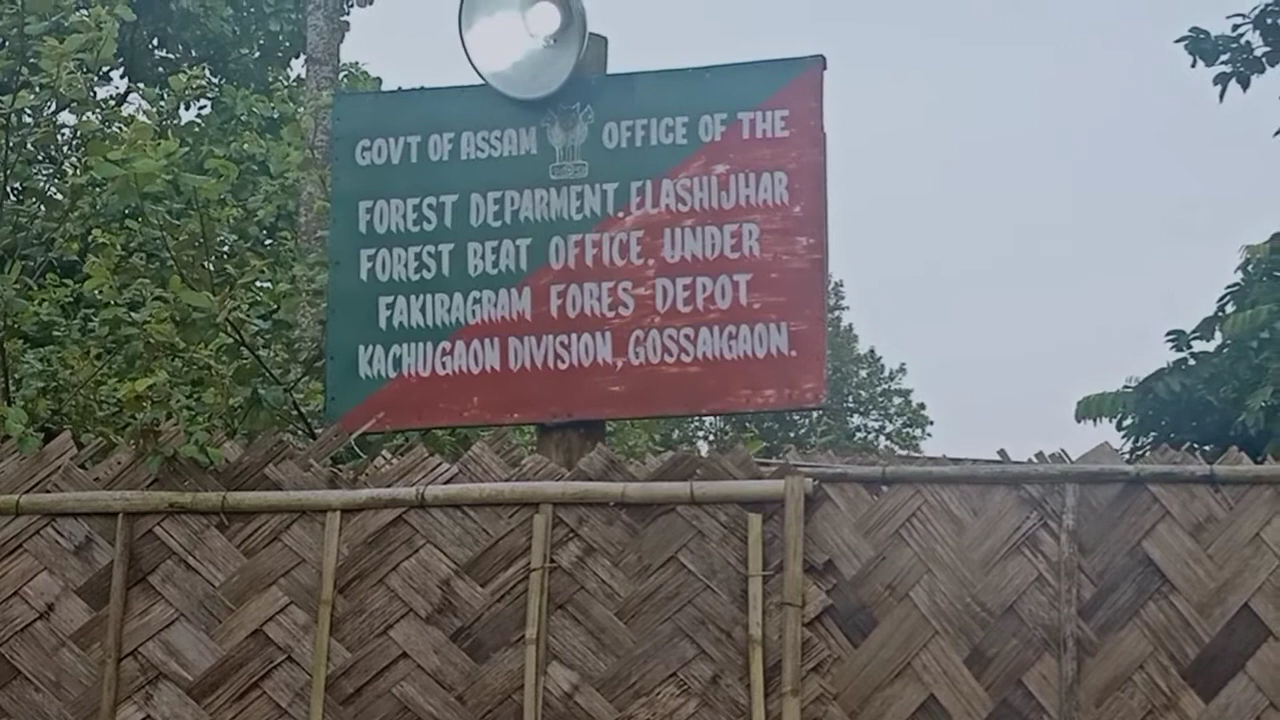 GOVT OF ASSAM OFFICE OF THE
FOREST DEPARMENT. ELASHIJHAR
FOREST BEAT OFFICE. UNDER
FAKIRAGRAM FORES DEPOT.
KACHUGAON DIVISION, GOSSAIGAON.